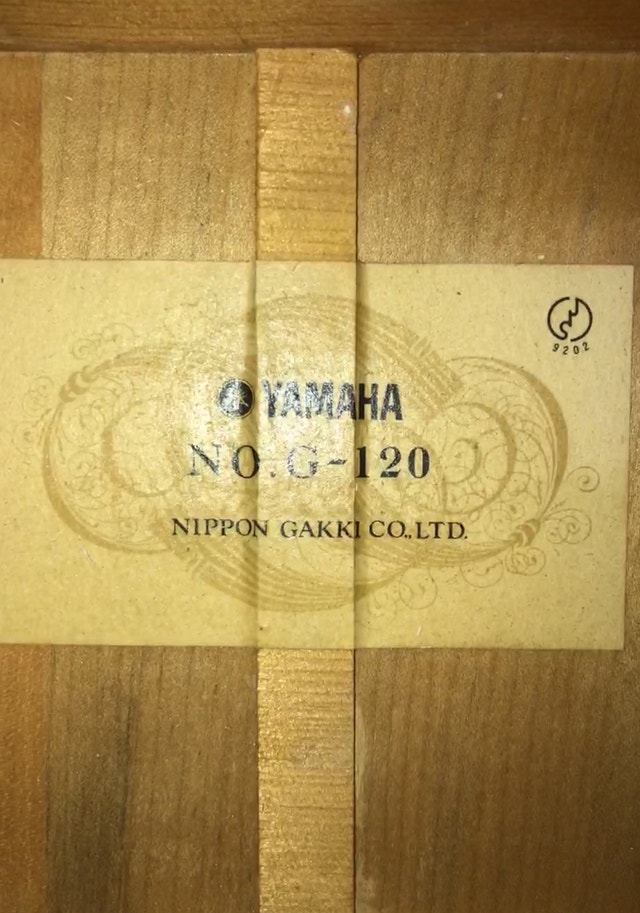 9202
YAMAHA
NO. G-120
NIPPON GAKKI CO.,LTD.